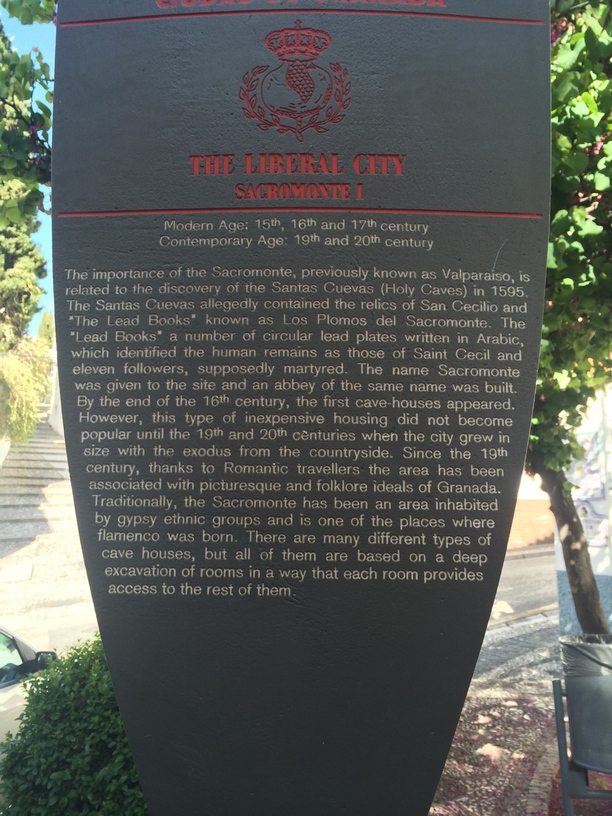 CIUDAD DE GRANADA
THE LIBERAL CITY
SACROMONTE I
Modern Age: 15th, 16th and 17th century
Contemporary Age: 19th and 20th century
The importance of the Sacromonte, previously known as Valparaíso, is
related to the discovery of the Santas Cuevas (Holy Caves) in 1595.
The Santas Cuevas allegedly contained the relics of San Cecilio and
"The Lead Books" known as Los Plomos del Sacromonte. The
"Lead Books" a number of circular lead plates written in Arabic,
which identified the human remains as those of Saint Cecil and
eleven followers, supposedly martyred. The name Sacromonte
was given to the site and an abbey of the same name was built.
By the end of the 16th century, the first cave-houses appeared.
However, this type of inexpensive housing did not become
popular until the 19th and 20th centuries when the city grew in
size with the exodus from the countryside. Since the 19th
century, thanks to Romantic travellers the area has been
associated with picturesque and folklore ideals of Granada.
Traditionally, the Sacromonte has been an area inhabited
by gypsy ethnic groups and is one of the places where
flamenco was born. There are many different types of
cave houses, but all of them are based on a deep
excavation of rooms in a way that each room provides
access to the rest of them.